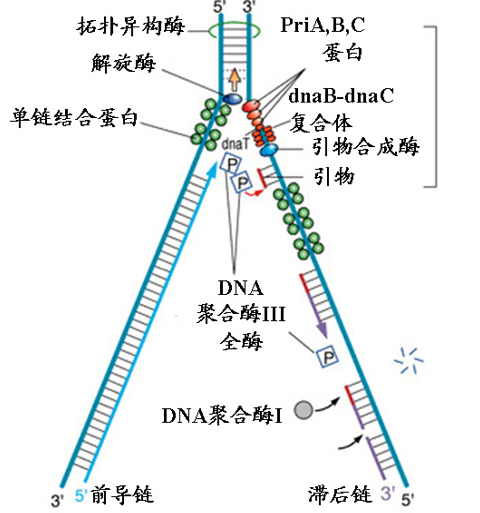 5' 3'
拓扑异构酶
PriA,B,C
蛋白
解旋酶
dnaB-dnaC
复合体
单链结合蛋白
dnaT
引物合成酶
P
P
引物
DNA
聚合酶III
全酶
P
DNA聚合酶I
3' 5' 前导链
滞后链 3' 5'